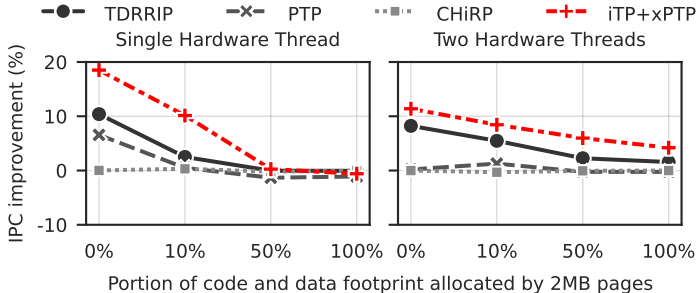 TDRRIP PTP CHiRP iTP+xPTP
Single Hardware Thread Two Hardware Threads
IPC improvement (%)
20
10
0
-10
0% 10% 50% 100% 0% 10% 50% 100%
Portion of code and data footprint allocated by 2MB pages